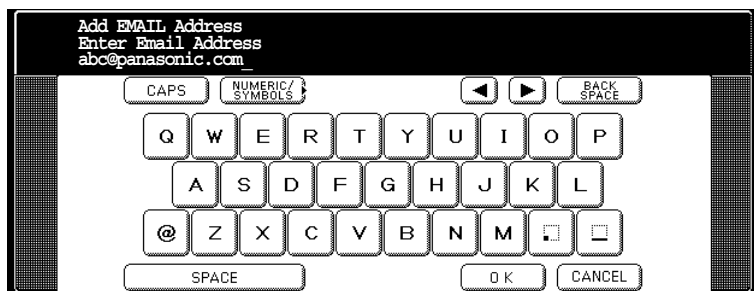 Add EMAIL Address
Enter Email Address
abc@panasonic.com_
CAPS NUMERIC/ SYMBOLS ◄ ► BACK SPACE
Q W E R T Y U I O P
A S D F G H J K L
@ Z X C V B N M . _
SPACE OK CANCEL